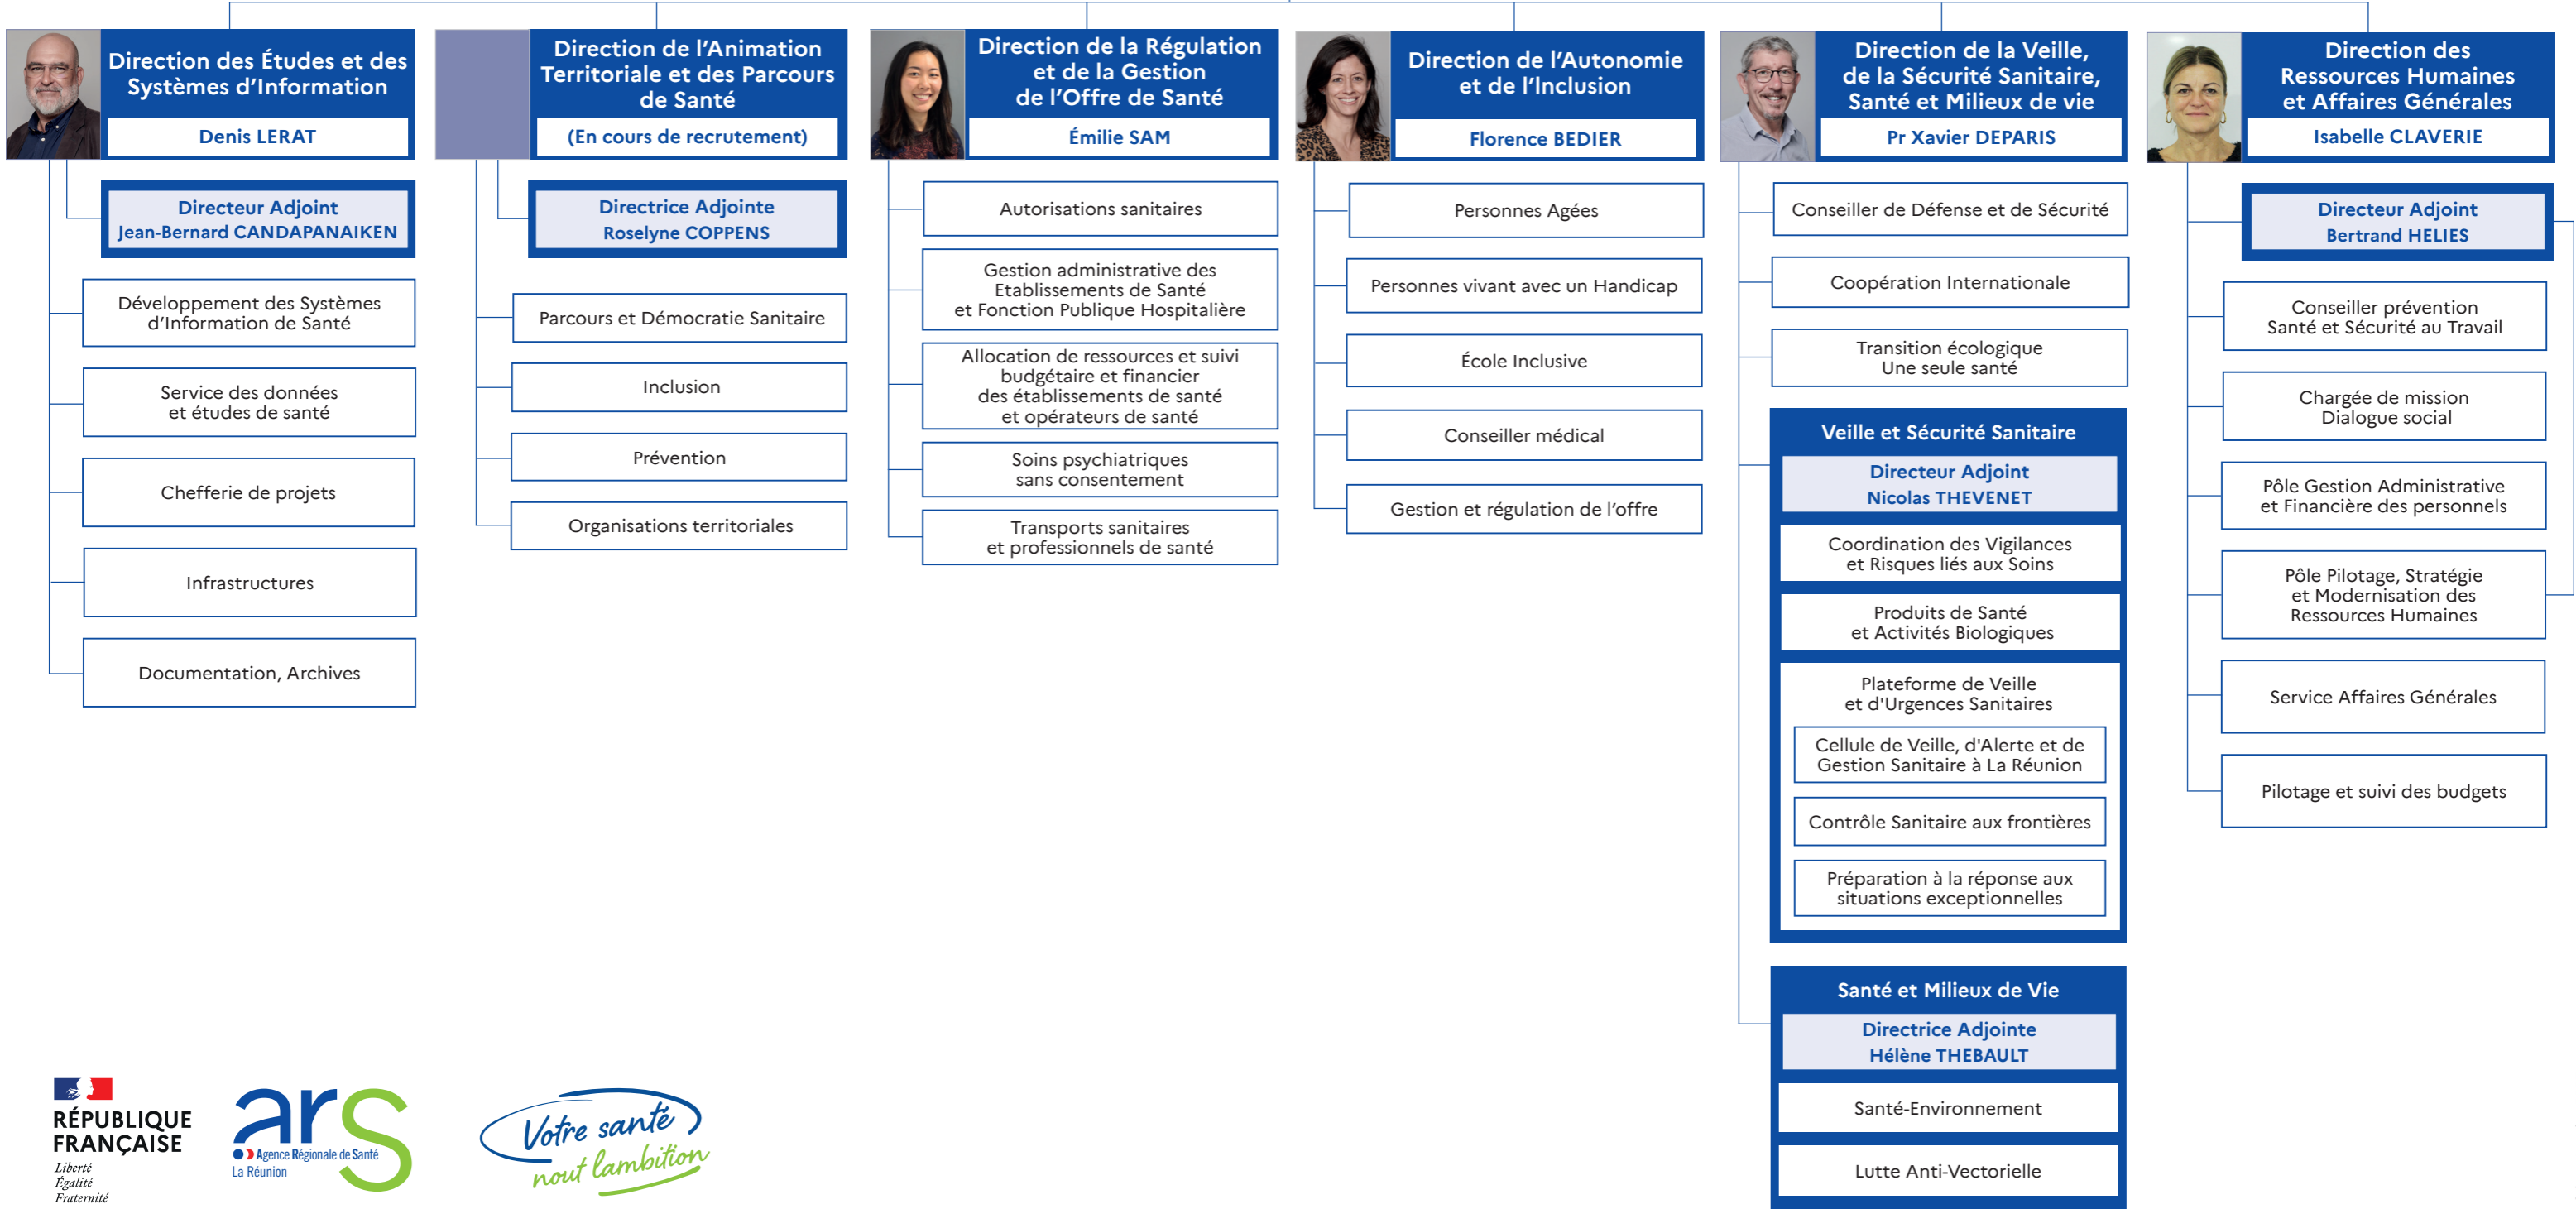 Direction des Études et des
Systèmes d'Information
Denis LERAT
Directeur Adjoint
Jean-Bernard CANDAPANAIKEN
Développement des Systèmes
d'Information de Santé
Service des données
et études de santé
Chefferie de projets
Infrastructures
Documentation, Archives
Direction de l'Animation
Territoriale et des Parcours
de Santé
(En cours de recrutement)
Directrice Adjointe
Roselyne COPPENS
Parcours et Démocratie Sanitaire
Inclusion
Prévention
Organisations territoriales
Direction de la Régulation
et de la Gestion
de l'Offre de Santé
Émilie SAM
Autorisations sanitaires
Gestion administrative des
Etablissements de Santé
et Fonction Publique Hospitalière
Allocation de ressources et suivi
budgétaire et financier
des établissements de santé
et opérateurs de santé
Soins psychiatriques
sans consentement
Transports sanitaires
et professionnels de santé
Direction de l'Autonomie
et de l'Inclusion
Florence BEDIER
Personnes Agées
Personnes vivant avec un Handicap
École Inclusive
Conseiller médical
Gestion et régulation de l'offre
Direction de la Veille,
de la Sécurité Sanitaire,
Santé et Milieux de vie
Pr Xavier DEPARIS
Conseiller de Défense et de Sécurité
Coopération Internationale
Transition écologique
Une seule santé
Veille et Sécurité Sanitaire
Directeur Adjoint
Nicolas THEVENET
Coordination des Vigilances
et Risques liés aux Soins
Produits de Santé
et Activités Biologiques
Plateforme de Veille
et d'Urgences Sanitaires
Cellule de Veille, d'Alerte et de
Gestion Sanitaire à La Réunion
Contrôle Sanitaire aux frontières
Préparation à la réponse aux
situations exceptionnelles
Santé et Milieux de Vie
Directrice Adjointe
Hélène THEBAULT
Santé-Environnement
Lutte Anti-Vectorielle
Direction des
Ressources Humaines
et Affaires Générales
Isabelle CLAVERIE
Directeur Adjoint
Bertrand HELIES
Conseiller prévention
Santé et Sécurité au Travail
Chargée de mission
Dialogue social
Pôle Gestion Administrative
et Financière des personnels
Pôle Pilotage, Stratégie
et Modernisation des
Ressources Humaines
Service Affaires Générales
Pilotage et suivi des budgets
RÉPUBLIQUE
FRANÇAISE
Liberté
Égalité
Fraternité
ars
Agence Régionale de Santé
La Réunion
Votre santé
nout lambition